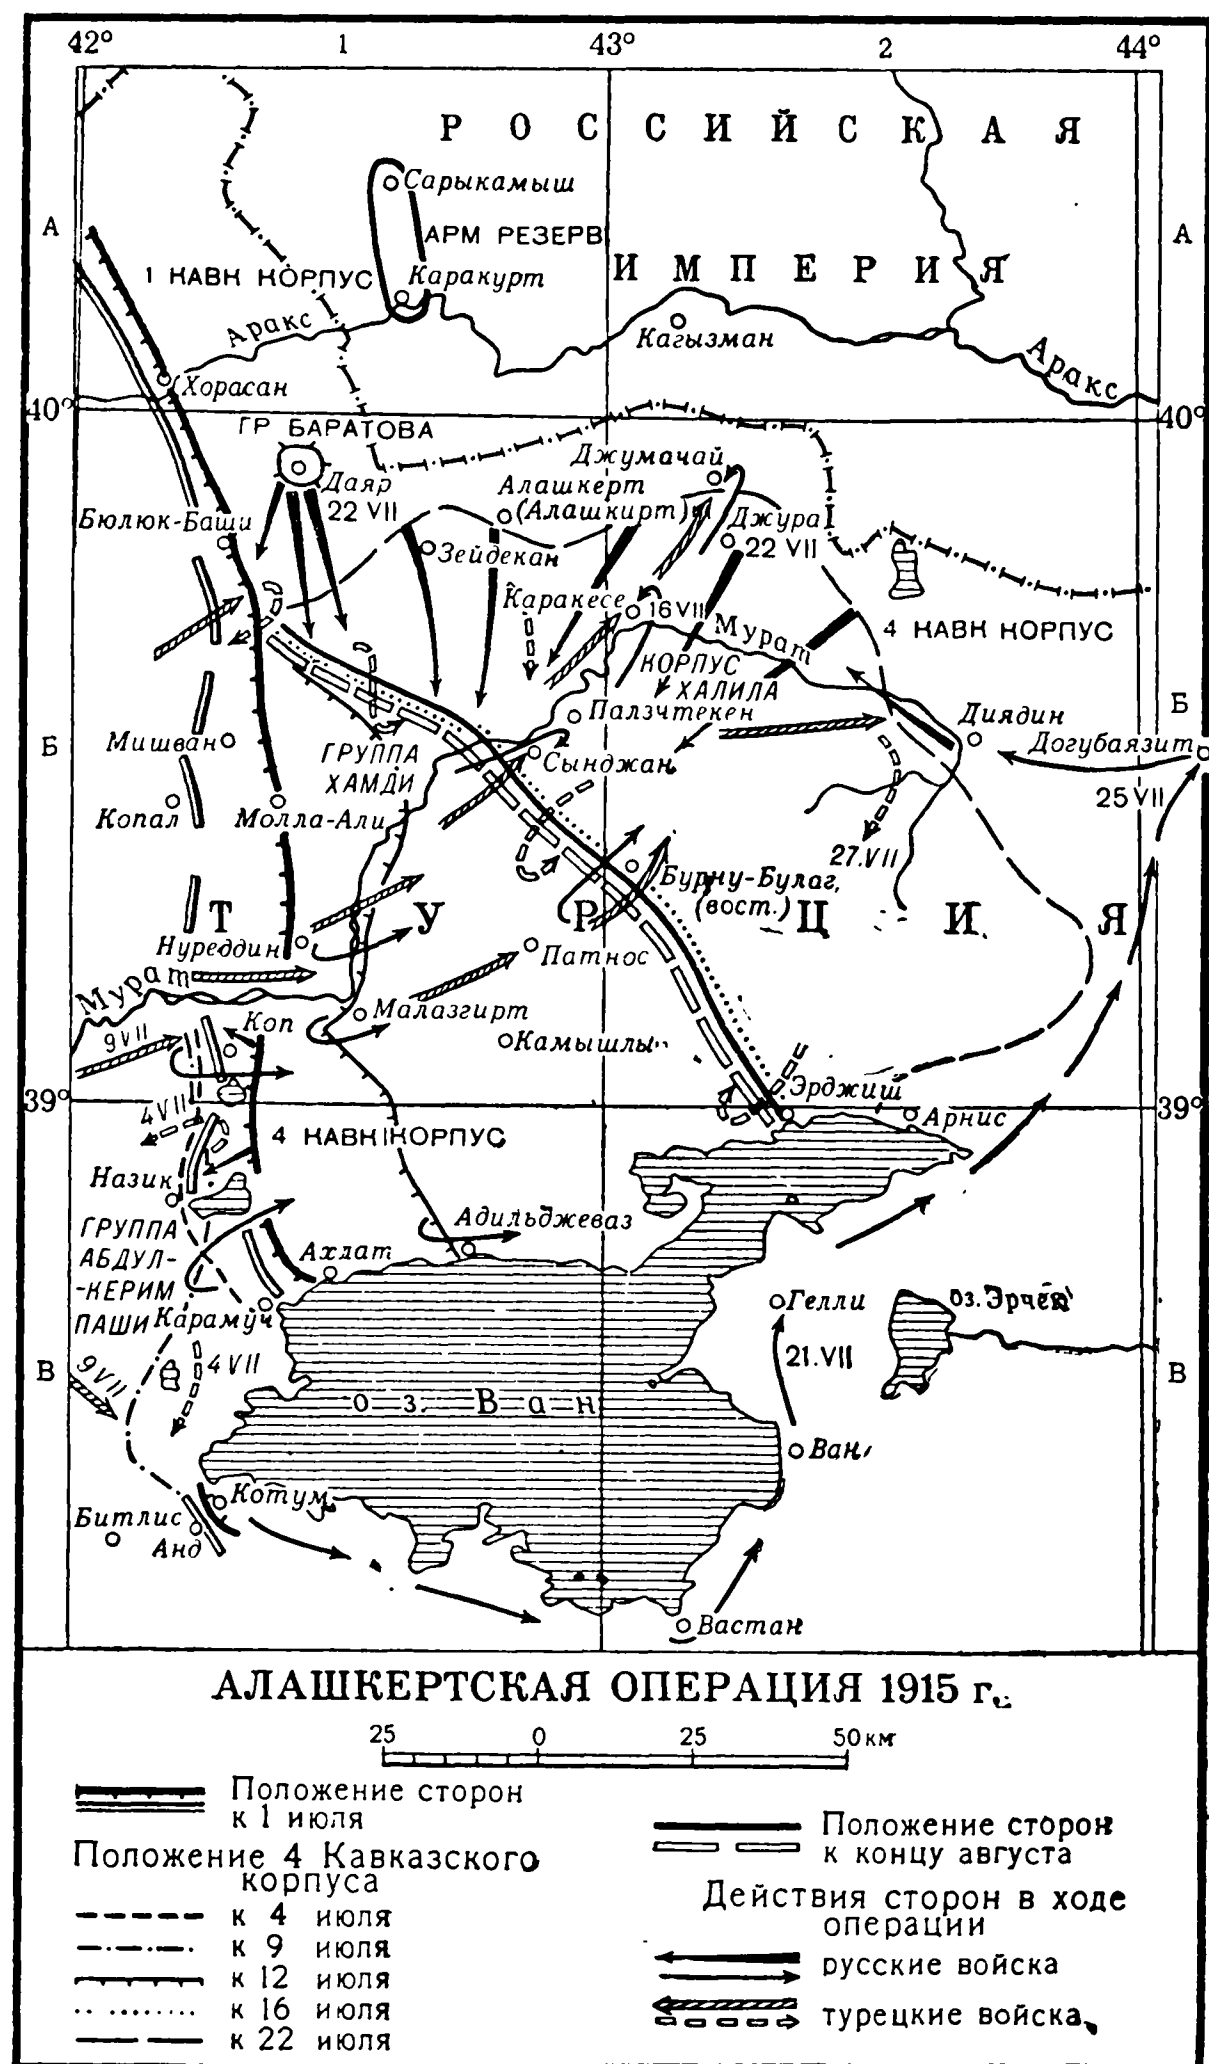 42° 1 43° 2 44°
РОССИЙСКАЯ
Сарыкамыш
А
АРМ РЕЗЕРВ
А
ИМПЕРИЯ
1 КАВК КОРПУС
Каракурт
Аракс
Кагызман
Аракс
Хорасан
40°
40°
ГР БАРАТОВА
Джумачай
Даяр
22 VII
Алашкерт
(Алашкирт)
Бюлюк-Баши
Джура
22 VII
Зейдекан
Каракесе
16 VII
Мурат
4 КАВК КОРПУС
КОРПУС
ХАЛИЛА
Палзчтекен
Диядин
Б
Б
Мишван
ГРУППА
ХАМДИ
Сынджан
Догубаязит
25 VII
Копал
Молла-Али
27.VII
Бурну-Булаг,
(вост.)
ТУРЦИЯ
Нуреддин
Патнос
Мурат
Малазгирт
Коп
9 VII
Камышлы
Эрджиш
39°
39°
4 VII
Арнис
4 КАВК КОРПУС
Назик
Адильджеваз
ГРУППА
АБДУЛ-
-КЕРИМ
ПАШИ
Ахлат
Карамуч
Гелли
оз. Эрчек
4 VII
21.VII
9 VII
В
В
оз. Ван
Ван
Котум
Битлис
Анд
Вастан
АЛАШКЕРТСКАЯ ОПЕРАЦИЯ 1915 г.
25 0 25 50 км
Положение сторон
к 1 июля
Положение 4 Кавказского
корпуса
к 4 июля
к 9 июля
к 12 июля
к 16 июля
к 22 июля
Положение сторон
к концу августа
Действия сторон в ходе
операции
русские войска
турецкие войска